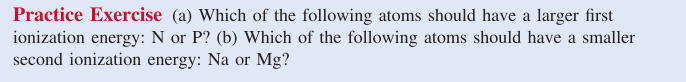 Practice Exercise (a) Which of the following atoms should have a larger first
ionization energy: N or P? (b) Which of the following atoms should have a smaller
second ionization energy: Na or Mg?